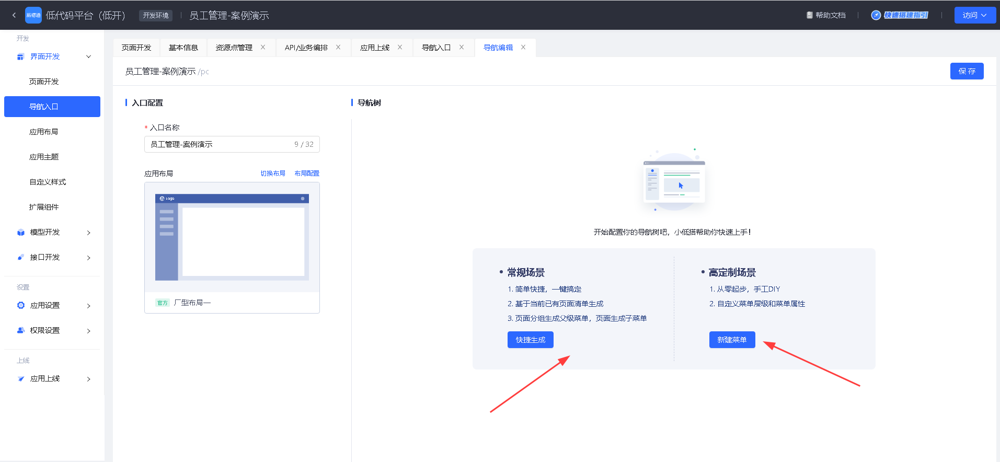 薪福通 低代码平台（低开） 开发环境 员工管理-案例演示 帮助文档 快速搭建指引 访问
开发
界面开发
页面开发
导航入口
应用布局
应用主题
自定义样式
扩展组件
模型开发
接口开发
设置
应用设置
权限设置
上线
应用上线
页面开发 基本信息 资源点管理 API/业务编排 应用上线 导航入口 导航编辑
员工管理-案例演示 /pc 保存
入口配置
* 入口名称
员工管理-案例演示 9 / 32
应用布局 切换布局 布局配置
Logo
官方 厂型布局一
导航树
开始配置你的导航树吧，小低搭帮助你快速上手！
• 常规场景
1. 简单快捷，一键搞定
2. 基于当前已有页面清单生成
3. 页面分组生成父级菜单，页面生成子菜单
快捷生成
• 高定制场景
1. 从零起步，手工DIY
2. 自定义菜单层级和菜单属性
新建菜单